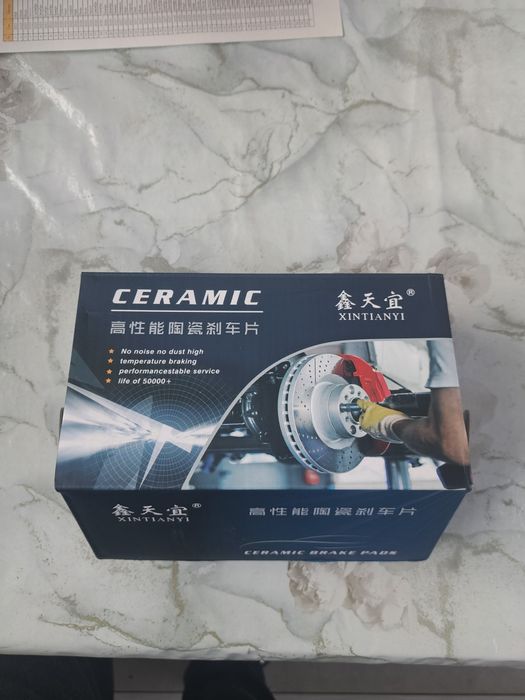 CERAMIC
高性能陶瓷刹车片
No noise no dust high
temperature braking
performancestable service
life of 50000+
鑫天宜®
XINTIANYI
鑫天宜®
XINTIANYI
高性能陶瓷刹车片
CERAMIC BRAKE PADS